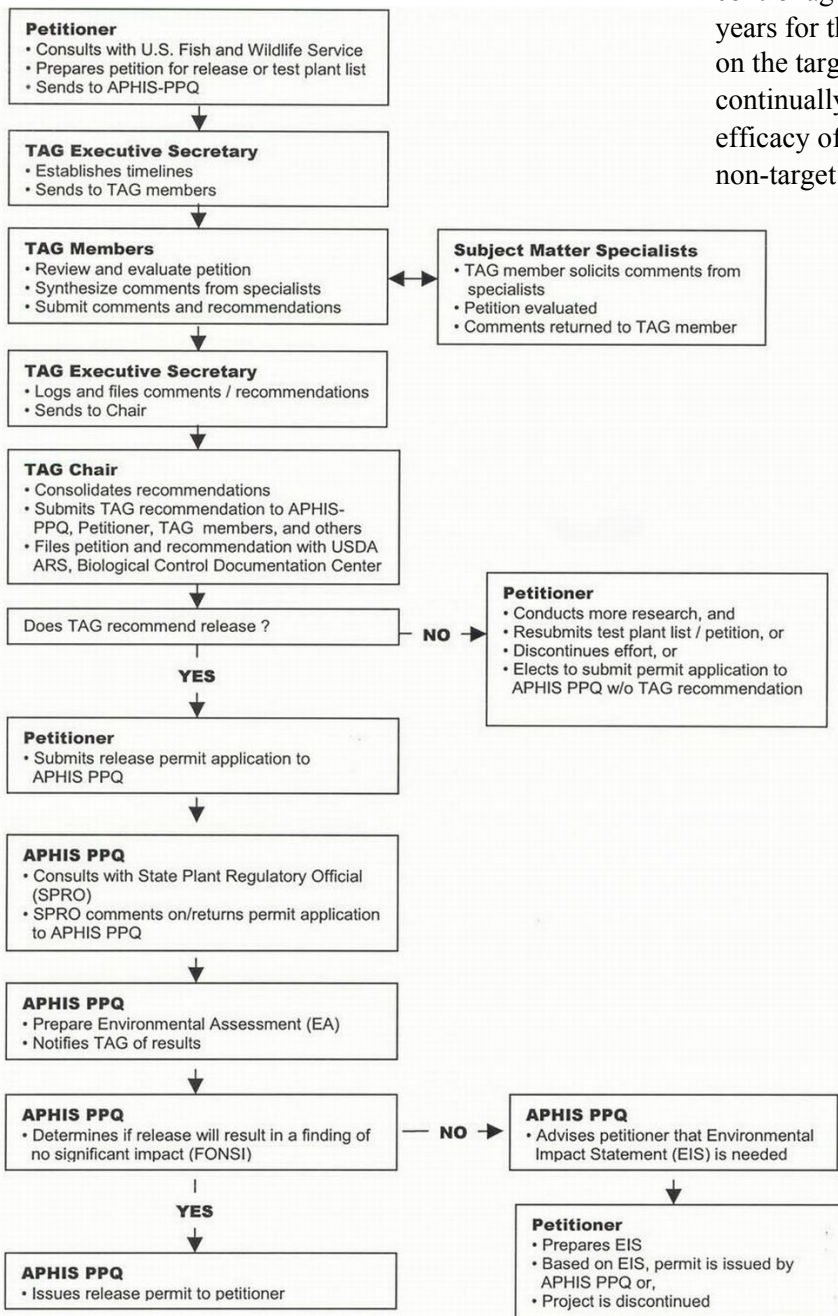 Petitioner
• Consults with U.S. Fish and Wildlife Service
• Prepares petition for release or test plant list
• Sends to APHIS-PPQ
TAG Executive Secretary
• Establishes timelines
• Sends to TAG members
TAG Members
• Review and evaluate petition
• Synthesize comments from specialists
• Submit comments and recommendations
Subject Matter Specialists
• TAG member solicits comments from
specialists
• Petition evaluated
• Comments returned to TAG member
TAG Executive Secretary
• Logs and files comments / recommendations
• Sends to Chair
TAG Chair
• Consolidates recommendations
• Submits TAG recommendation to APHIS-
PPQ, Petitioner, TAG members, and others
• Files petition and recommendation with USDA
ARS, Biological Control Documentation Center
Does TAG recommend release ?
NO
Petitioner
• Conducts more research, and
• Resubmits test plant list / petition, or
• Discontinues effort, or
• Elects to submit permit application to
APHIS PPQ w/o TAG recommendation
YES
Petitioner
• Submits release permit application to
APHIS PPQ
APHIS PPQ
• Consults with State Plant Regulatory Official
(SPRO)
• SPRO comments on/returns permit application
to APHIS PPQ
APHIS PPQ
• Prepare Environmental Assessment (EA)
• Notifies TAG of results
APHIS PPQ
• Determines if release will result in a finding of
no significant impact (FONSI)
NO
APHIS PPQ
• Advises petitioner that Environmental
Impact Statement (EIS) is needed
Petitioner
• Prepares EIS
• Based on EIS, permit is issued by
APHIS PPQ or,
• Project is discontinued
YES
APHIS PPQ
• Issues release permit to petitioner
years for th
on the targ
continually
efficacy of
non-target